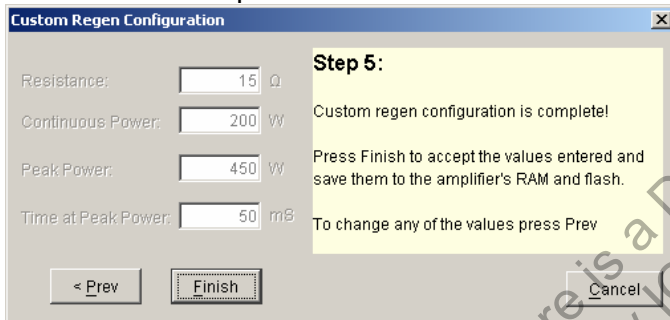 Custom Regen Configuration
Resistance: 15 Ω
Continuous Power: 200 W
Peak Power: 450 W
Time at Peak Power: 50 mS
Step 5:
Custom regen configuration is complete!
Press Finish to accept the values entered and
save them to the amplifier's RAM and flash.
To change any of the values press Prev
< Prev
Finish
Cancel